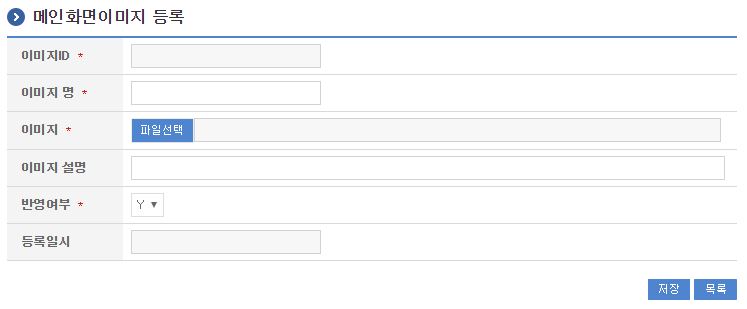 메인화면이미지 등록
이미지ID *
이미지 명 *
이미지 * 파일선택
이미지 설명
반영여부 * Y ▼
등록일시
저장 목록